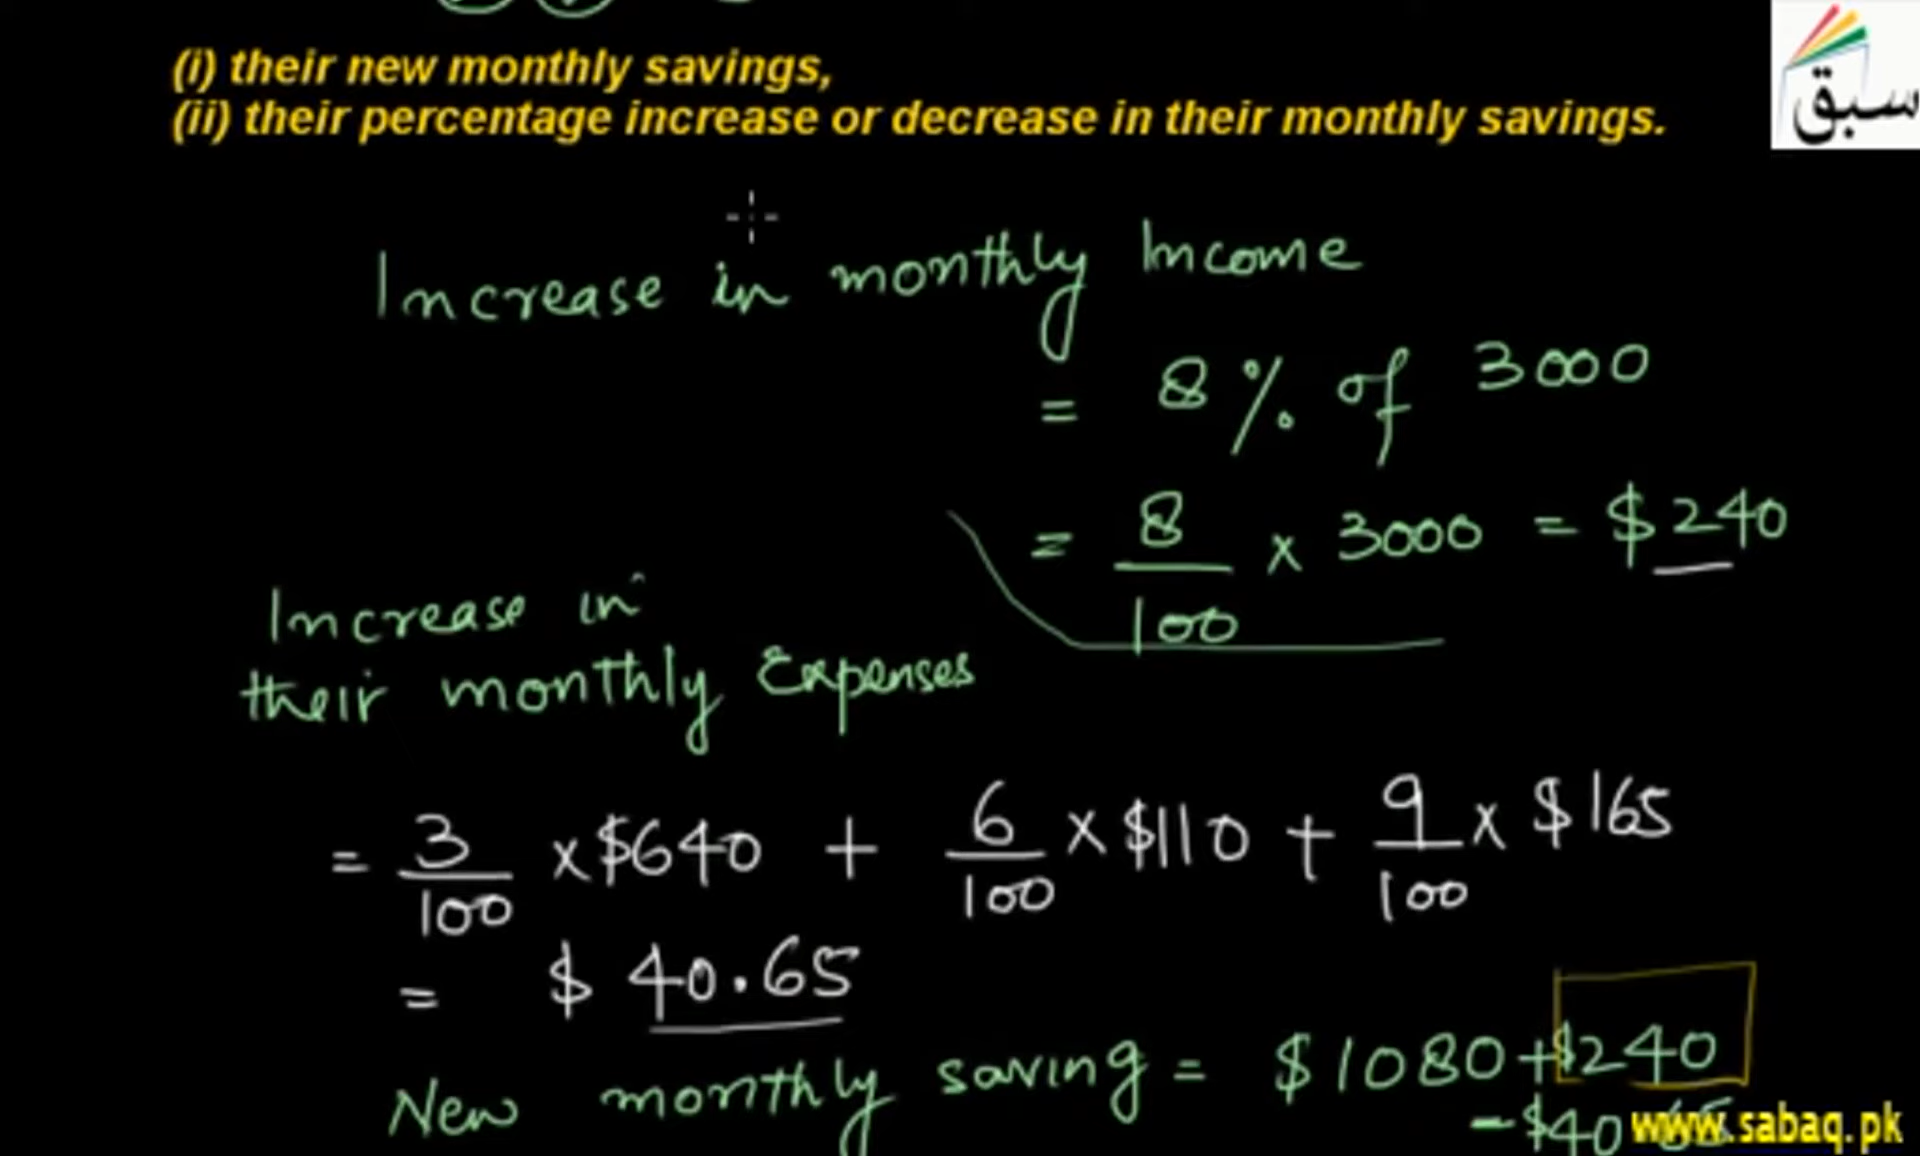 (i) their new monthly savings,
(ii) their percentage increase or decrease in their monthly savings.
سبق
Increase in monthly Income
= 8% of 3000
= 8/100 × 3000 = $240
Increase in
their monthly Expenses
= 3/100 × $640 + 6/100 × $110 + 9/100 × $165
= $ 40.65
New monthly saving = $1080 + $240
- $40
www.sabaq.pk